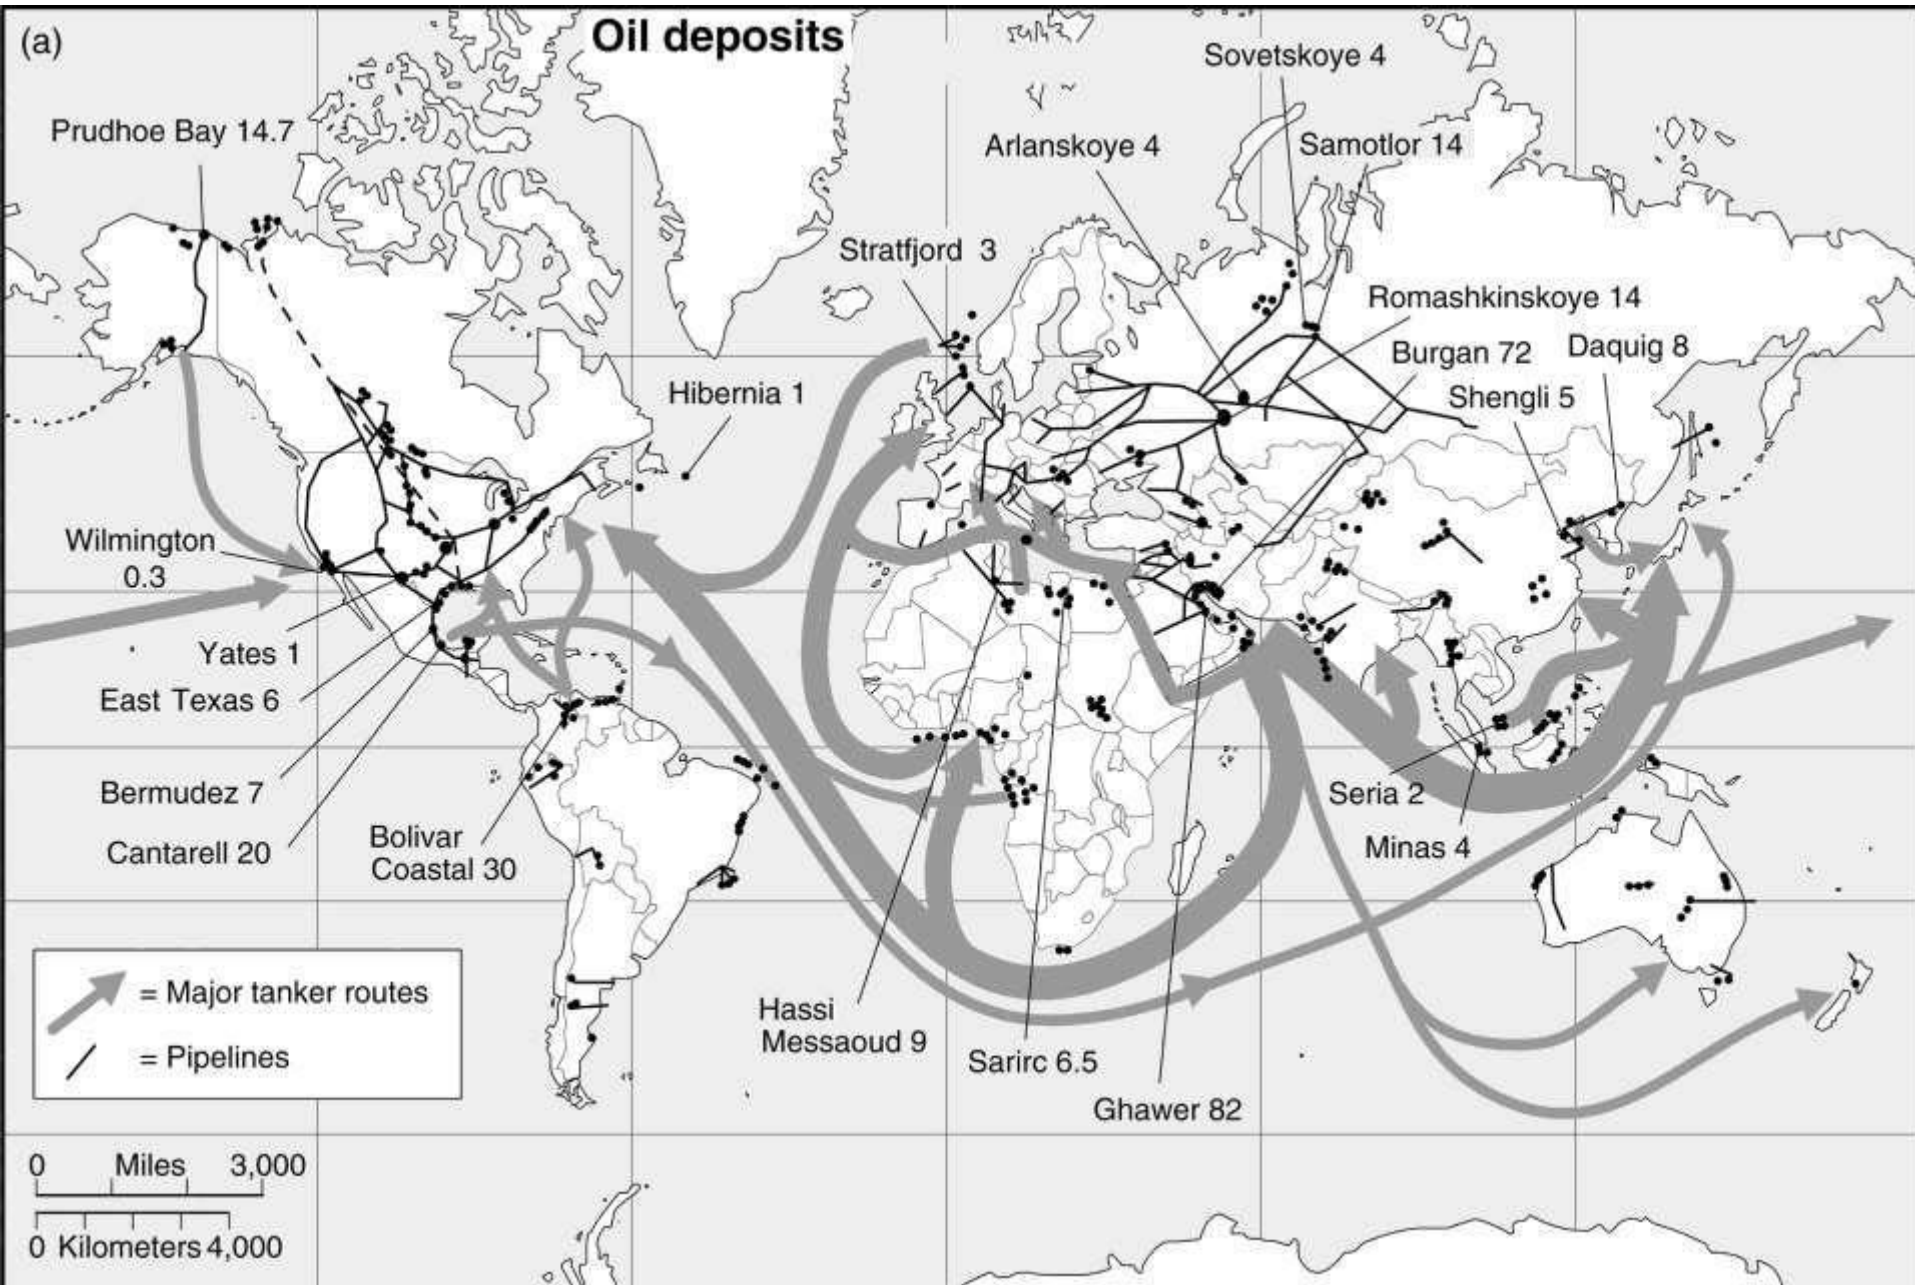 (a)
Oil deposits
Sovetskoye 4
Prudhoe Bay 14.7
Arlanskoye 4
Samotlor 14
Stratfjord 3
Romashkinskoye 14
Burgan 72
Daquig 8
Hibernia 1
Shengli 5
Wilmington
0.3
Yates 1
East Texas 6
Bermudez 7
Cantarell 20
Bolivar
Coastal 30
Seria 2
Minas 4
Hassi
Messaoud 9
Sarirc 6.5
Ghawer 82
= Major tanker routes
= Pipelines
0 Miles 3,000
0 Kilometers 4,000